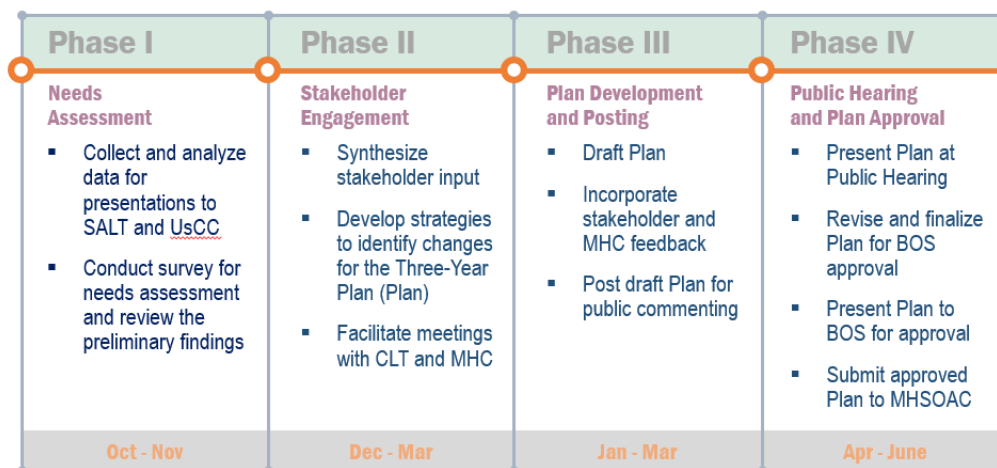 Phase I
Needs
Assessment
▪ Collect and analyze
data for
presentations to
SALT and UsCC
▪ Conduct survey for
needs assessment
and review the
preliminary findings
Oct - Nov
Phase II
Stakeholder
Engagement
▪ Synthesize
stakeholder input
▪ Develop strategies
to identify changes
for the Three-Year
Plan (Plan)
▪ Facilitate meetings
with CLT and MHC
Dec - Mar
Phase III
Plan Development
and Posting
▪ Draft Plan
▪ Incorporate
stakeholder and
MHC feedback
▪ Post draft Plan for
public commenting
Jan - Mar
Phase IV
Public Hearing
and Plan Approval
▪ Present Plan at
Public Hearing
▪ Revise and finalize
Plan for BOS
approval
▪ Present Plan to
BOS for approval
▪ Submit approved
Plan to MHSOAC
Apr - June